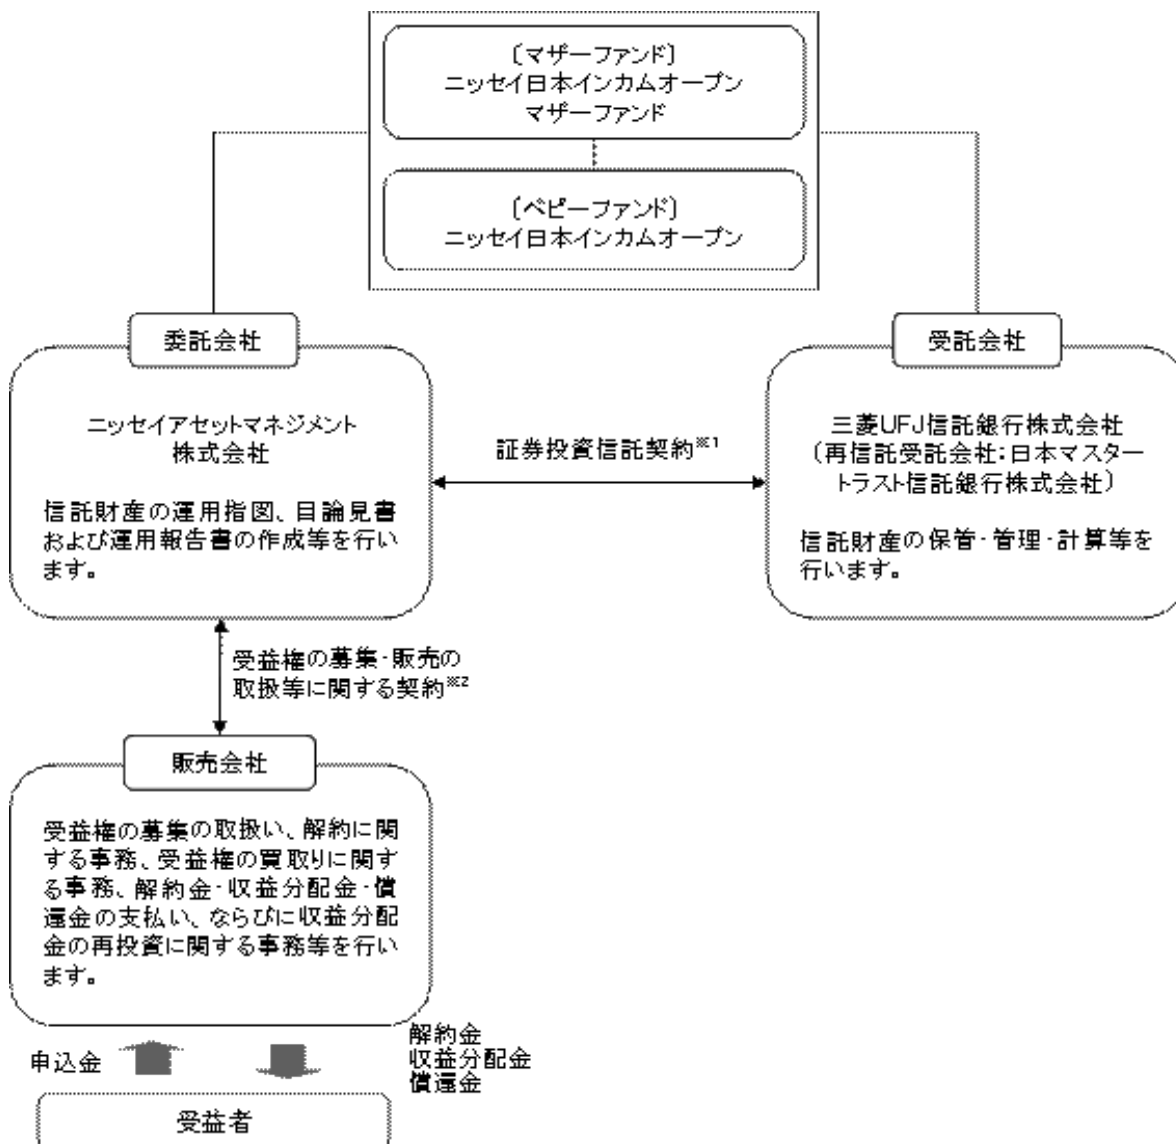 〔マザーファンド〕
ニッセイ日本インカムオープン
マザーファンド
〔ベビーファンド〕
ニッセイ日本インカムオープン
委託会社
ニッセイアセットマネジメント
株式会社
信託財産の運用指図、目論見書
および運用報告書の作成等を行い
ます。
証券投資信託契約※1
受託会社
三菱UFJ信託銀行株式会社
(再信託受託会社:日本マスター
トラスト信託銀行株式会社)
信託財産の保管・管理・計算等を
行います。
受益権の募集・販売の
取扱等に関する契約※2
販売会社
受益権の募集の取扱い、解約に関
する事務、受益権の買取りに関す
る事務、解約金・収益分配金・償
還金の支払い、ならびに収益分配
金の再投資に関する事務等を行い
ます。
申込金
解約金
収益分配金
償還金
受益者